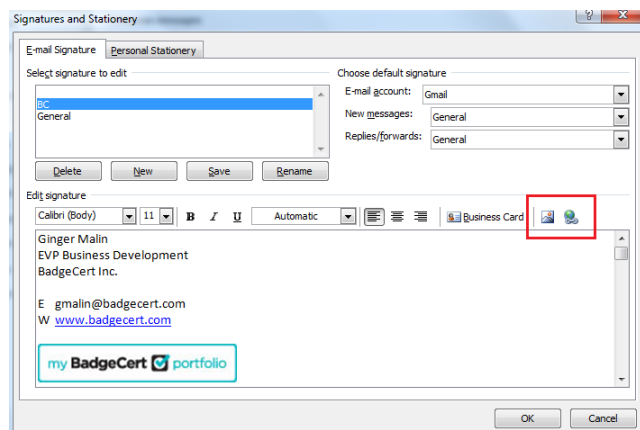 Signatures and Stationery
E-mail Signature Personal Stationery
Select signature to edit Choose default signature
E-mail account: Gmail
BC
General
New messages: General
Replies/forwards: General
Delete New Save Rename
Edit signature
Calibri (Body) 11 B I U Automatic Business Card
Ginger Malin
EVP Business Development
BadgeCert Inc.
E gmalin@badgecert.com
W www.badgecert.com
my BadgeCert portfolio
OK Cancel